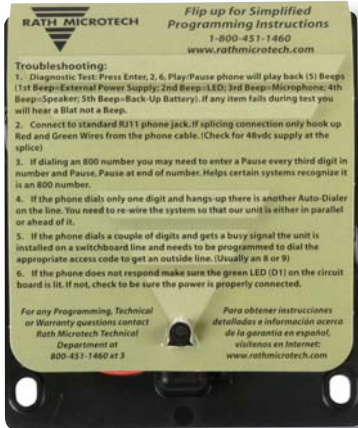 RATH MICROTECH
Flip up for Simplified
Programming Instructions
1-800-451-1460
www.rathmicrotech.com
Troubleshooting:
1. Diagnostic Test: Press Enter, 2, 6, Play/Pause phone will play back (5) Beeps
(1st Beep=External Power Supply; 2nd Beep=LED; 3rd Beep=Microphone; 4th
Beep=Speaker; 5th Beep=Back-Up Battery). If any item fails during test you
will hear a Blat not a Beep.
2. Connect to standard RJ11 phone jack. If splicing connection only hook up
Red and Green Wires from the phone cable. (Check for 48vdc supply at the
splice)
3. If dialing an 800 number you may need to enter a Pause every third digit in
number and Pause, Pause at end of number. Helps certain systems recognize it
is an 800 number.
4. If the phone dials only one digit and hangs-up there is another Auto-Dialer
on the line. You need to re-wire the system so that our unit is either in parallel
or ahead of it.
5. If the phone dials a couple of digits and gets a busy signal the unit is
installed on a switchboard line and needs to be programmed to dial the
appropriate access code to get an outside line. (Usually an 8 or 9)
6. If the phone does not respond make sure the green LED (D1) on the circuit
board is lit. If not, check to be sure the power is properly connected.
For any Programming, Technical
or Warranty questions contact
Rath Microtech Technical
Department at
800-451-1460 xt 3
Para obtener instrucciones
detalladas e información acerca
de la garantía en español,
visítenos en Internet:
www.rathmicrotech.com